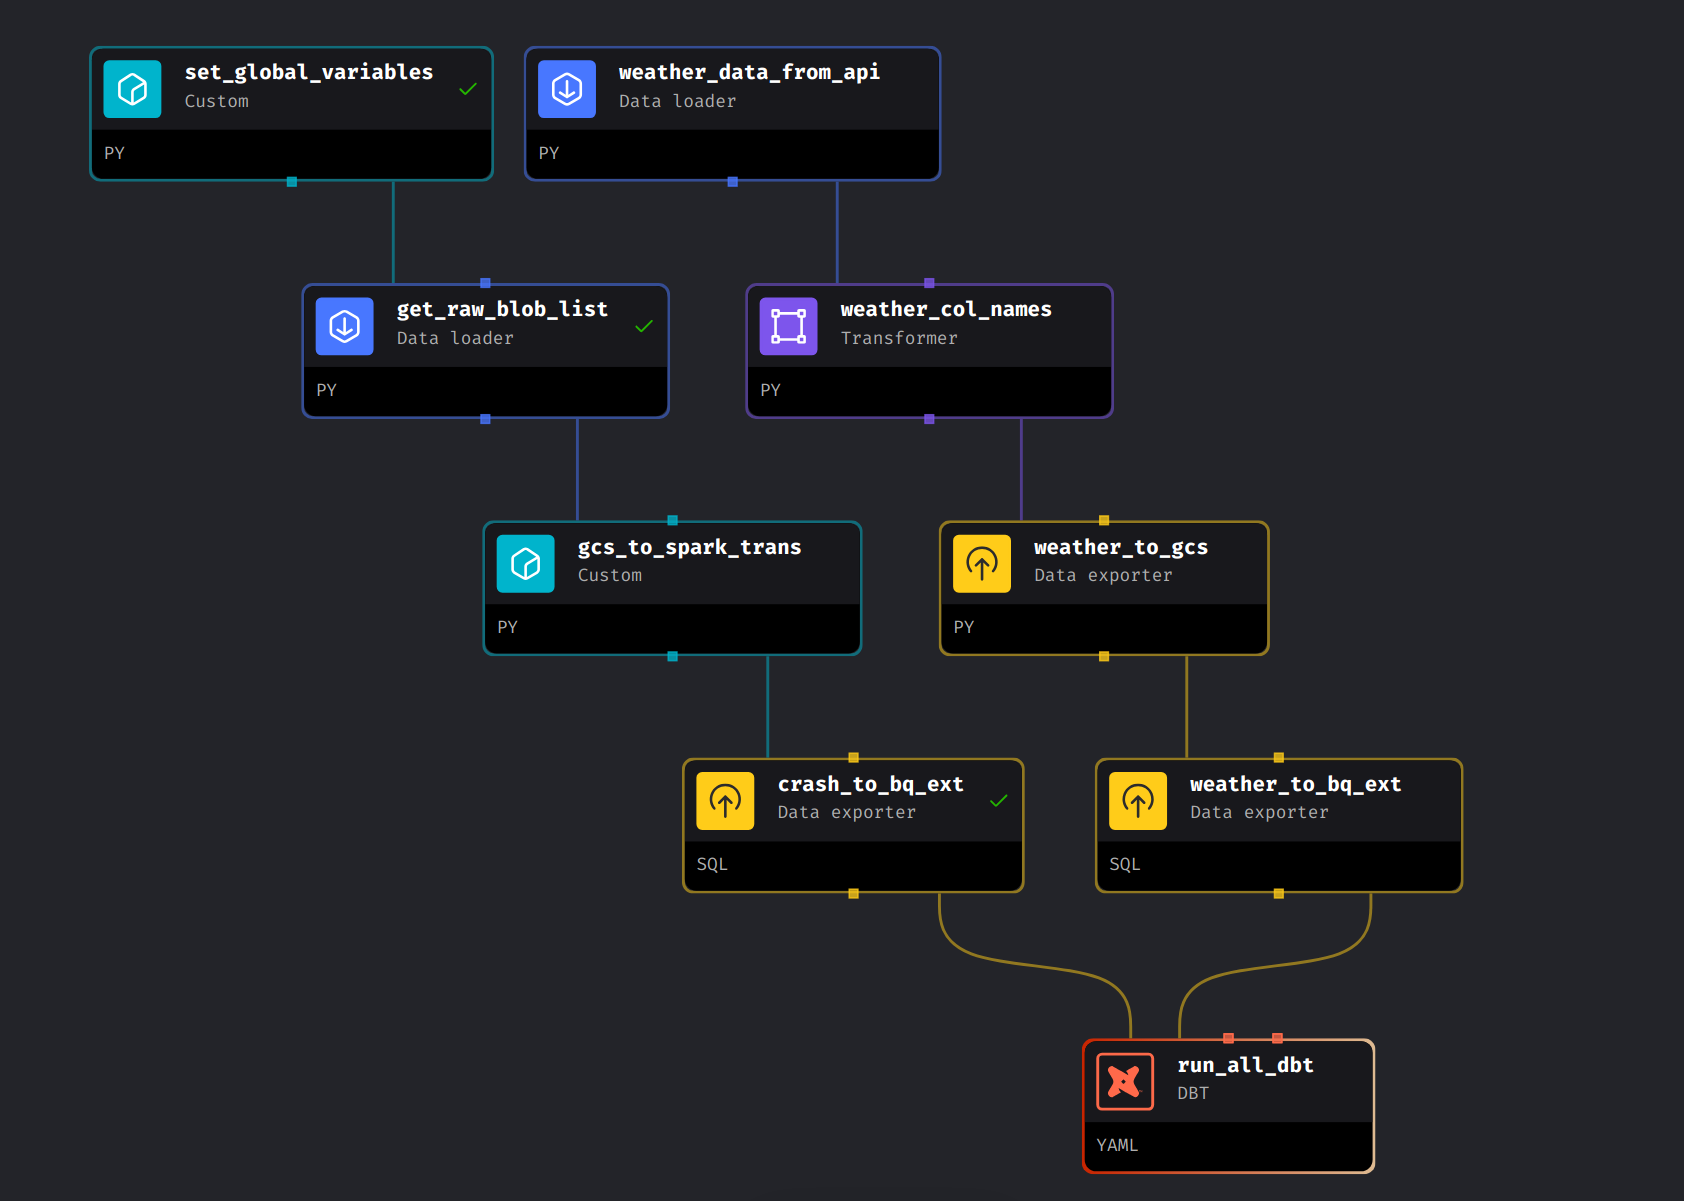 set_global_variables
Custom
PY
weather_data_from_api
Data loader
PY
get_raw_blob_list
Data loader
PY
weather_col_names
Transformer
PY
gcs_to_spark_trans
Custom
PY
weather_to_gcs
Data exporter
PY
crash_to_bq_ext
Data exporter
SQL
weather_to_bq_ext
Data exporter
SQL
run_all_dbt
DBT
YAML